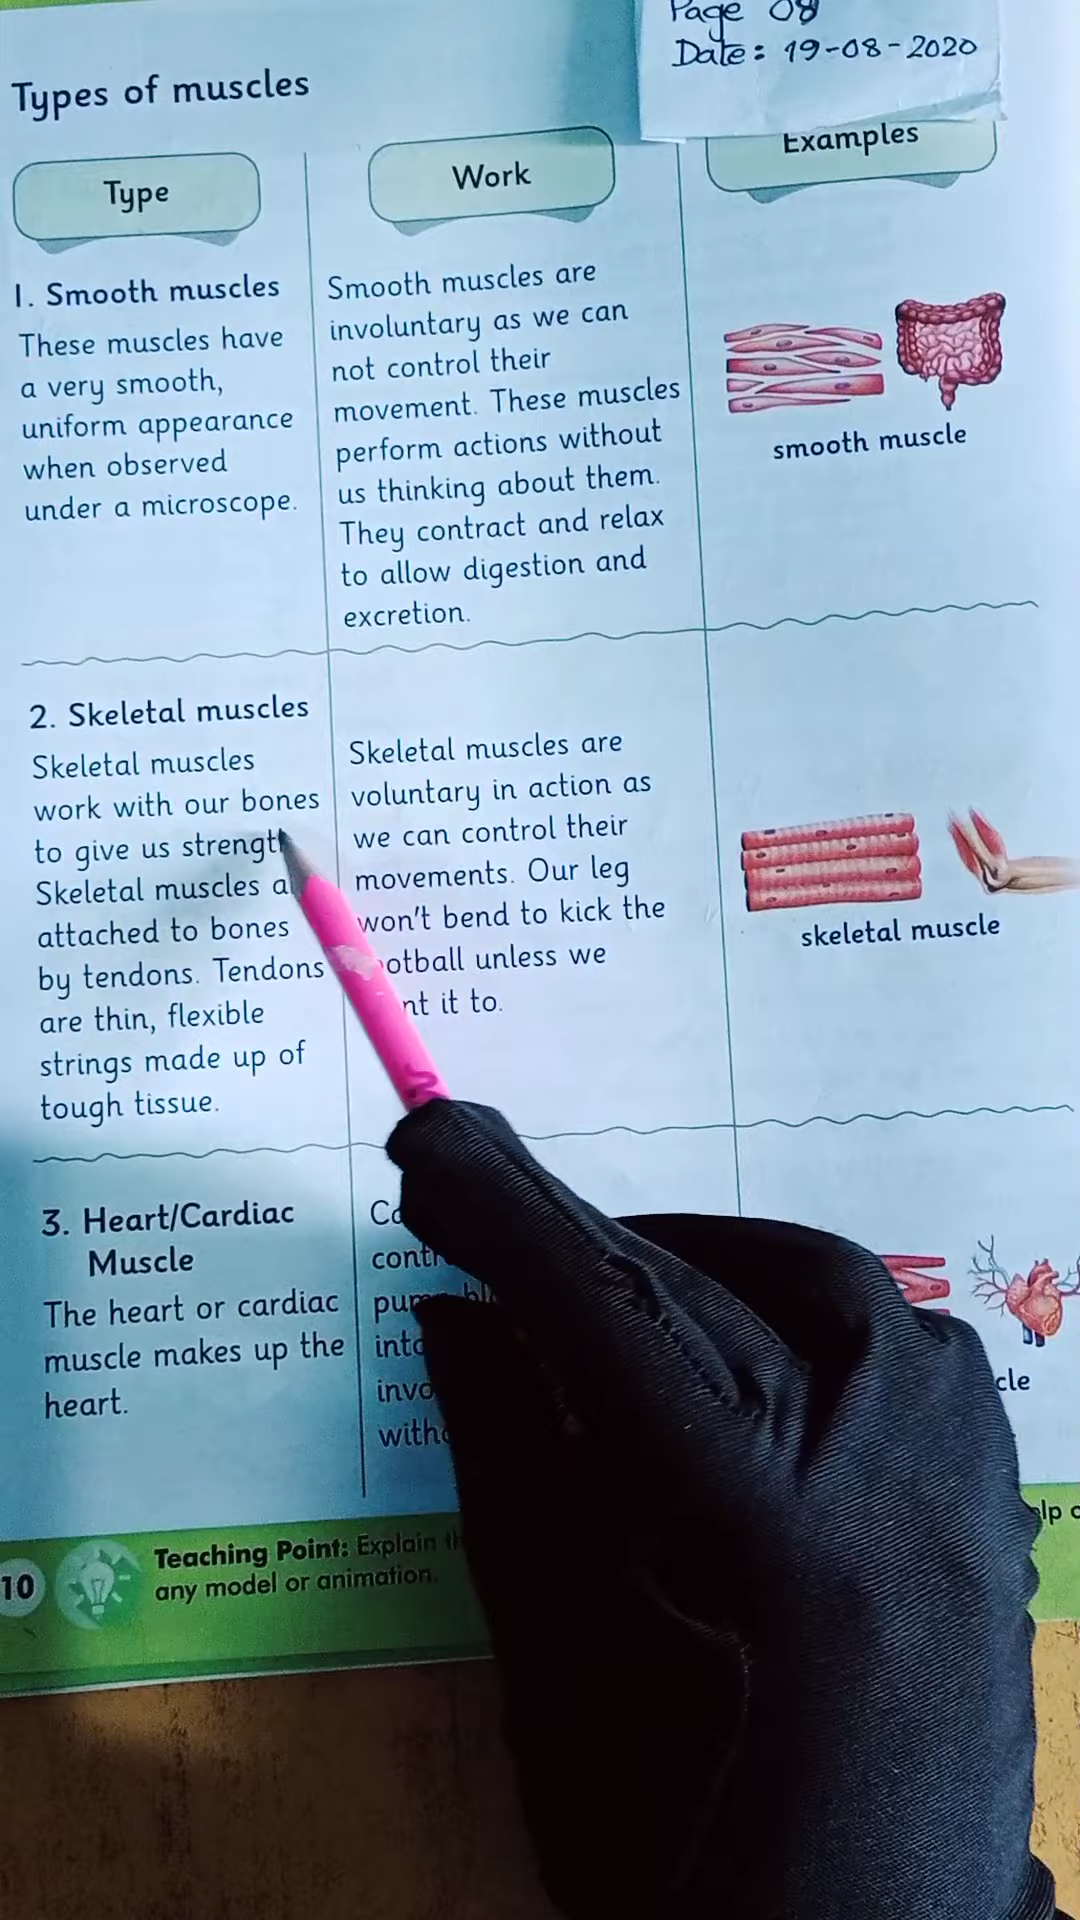 Page 08
Date: 19-08-2020
Types of muscles
Type
Work
Examples
1. Smooth muscles
These muscles have
a very smooth,
uniform appearance
when observed
under a microscope.
Smooth muscles are
involuntary as we can
not control their
movement. These muscles
perform actions without
us thinking about them.
They contract and relax
to allow digestion and
excretion.
smooth muscle
2. Skeletal muscles
Skeletal muscles
work with our bones
to give us strength
Skeletal muscles
attached to bones
by tendons. Tendons
are thin, flexible
strings made up of
tough tissue.
Skeletal muscles are
voluntary in action as
we can control their
movements. Our leg
won't bend to kick the
unless we
it to.
skeletal muscle
3. Heart/Cardiac
Muscle
The heart or cardiac
muscle makes up the
heart.
10
Teaching Point: Explain
any model or animation.